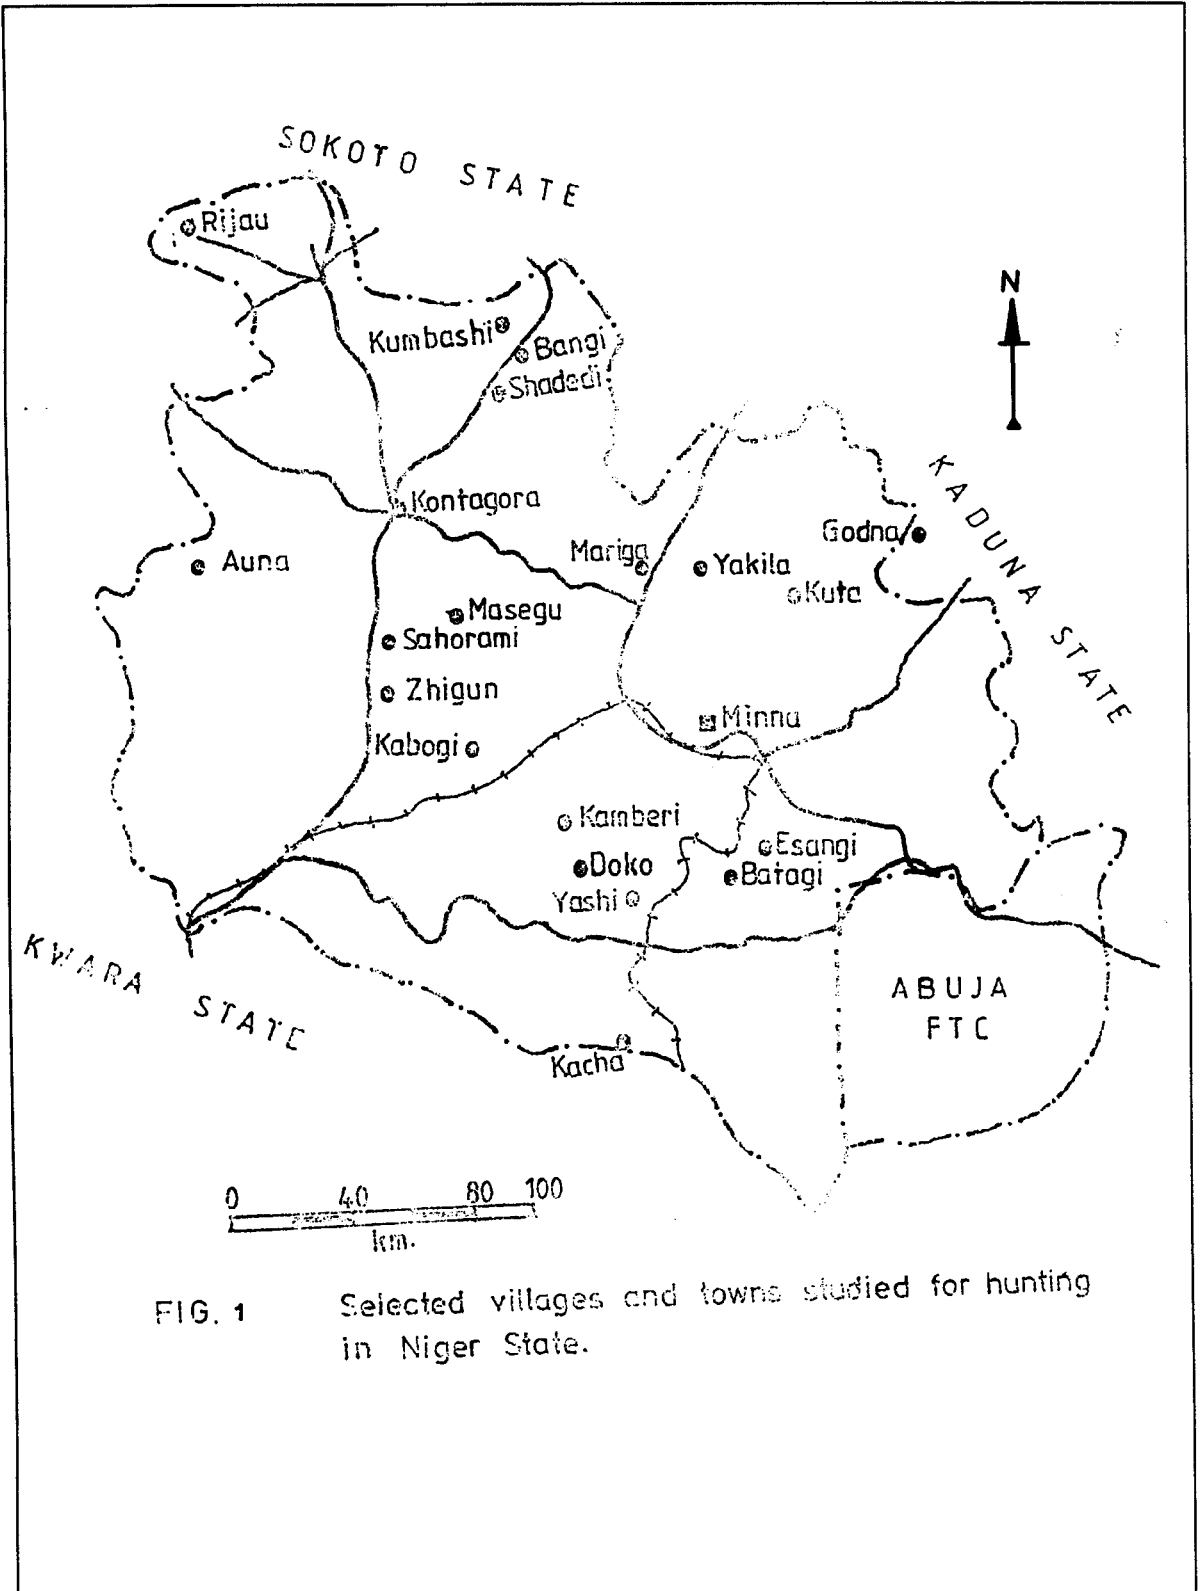 SOKOTO STATE
Rijau
N
Kumbashi
Bangi
Shadedi
KADUNA STATE
Kontagora
Godna
Mariga
Yakila
Auna
Kuta
Masegu
Sahorami
Zhigun
Minna
Kabogi
Kamberi
Esangi
Doko
Batagi
Yashi
KWARA STATE
ABUJA
FTC
Kacha
0 40 80 100
km.
FIG. 1 Selected villages and towns studied for hunting
in Niger State.